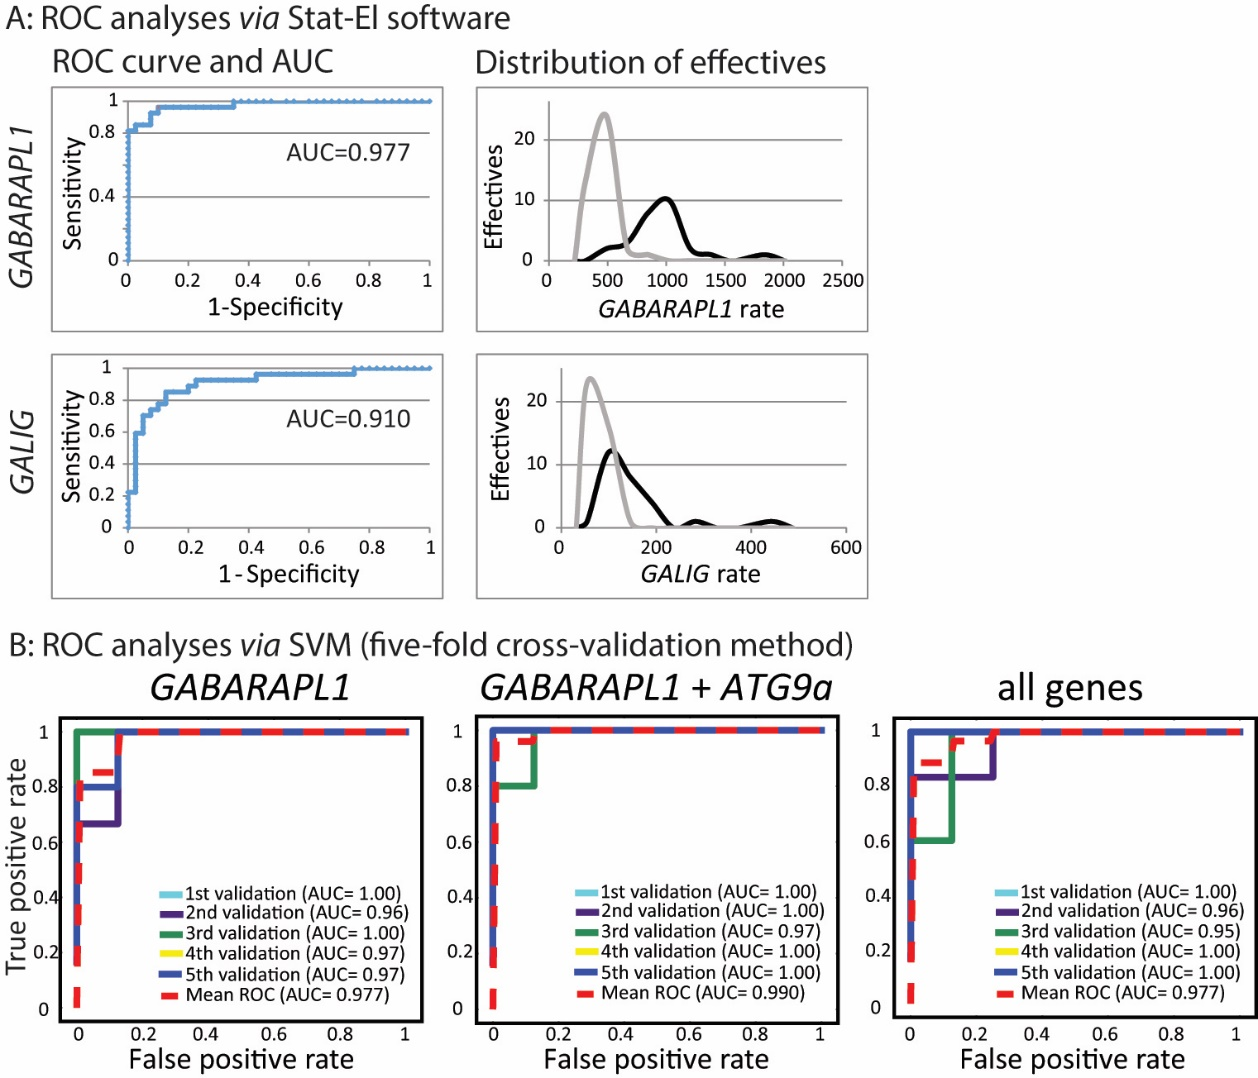 A: ROC analyses via Stat-El software
ROC curve and AUC
Distribution of effectives
GABARAPL1
Sensitivity
1
0.8
0.4
0
AUC=0.977
0 0.2 0.4 0.6 0.8 1
1-Specificity
Effectives
20
10
0
0 500 1000 1500 2000 2500
GABARAPL1 rate
GALIG
Sensitivity
1
0.8
0.6
0.4
0.2
0
AUC=0.910
0 0.2 0.4 0.6 0.8 1
1-Specificity
Effectives
20
10
0
0 200 400 600
GALIG rate
B: ROC analyses via SVM (five-fold cross-validation method)
GABARAPL1
True positive rate
1
0.8
0.6
0.4
0.2
0
1st validation (AUC= 1.00)
2nd validation (AUC= 0.96)
3rd validation (AUC= 1.00)
4th validation (AUC= 0.97)
5th validation (AUC= 0.97)
Mean ROC (AUC= 0.977)
0 0.2 0.4 0.6 0.8 1
False positive rate
GABARAPL1 + ATG9a
1
0.8
0.6
0.4
0.2
0
1st validation (AUC= 1.00)
2nd validation (AUC= 1.00)
3rd validation (AUC= 0.97)
4th validation (AUC= 1.00)
5th validation (AUC= 1.00)
Mean ROC (AUC= 0.990)
0 0.2 0.4 0.6 0.8 1
False positive rate
all genes
1
0.8
0.6
0.4
0.2
0
1st validation (AUC= 1.00)
2nd validation (AUC= 0.96)
3rd validation (AUC= 0.95)
4th validation (AUC= 1.00)
5th validation (AUC= 1.00)
Mean ROC (AUC= 0.977)
0 0.2 0.4 0.6 0.8 1
False positive rate